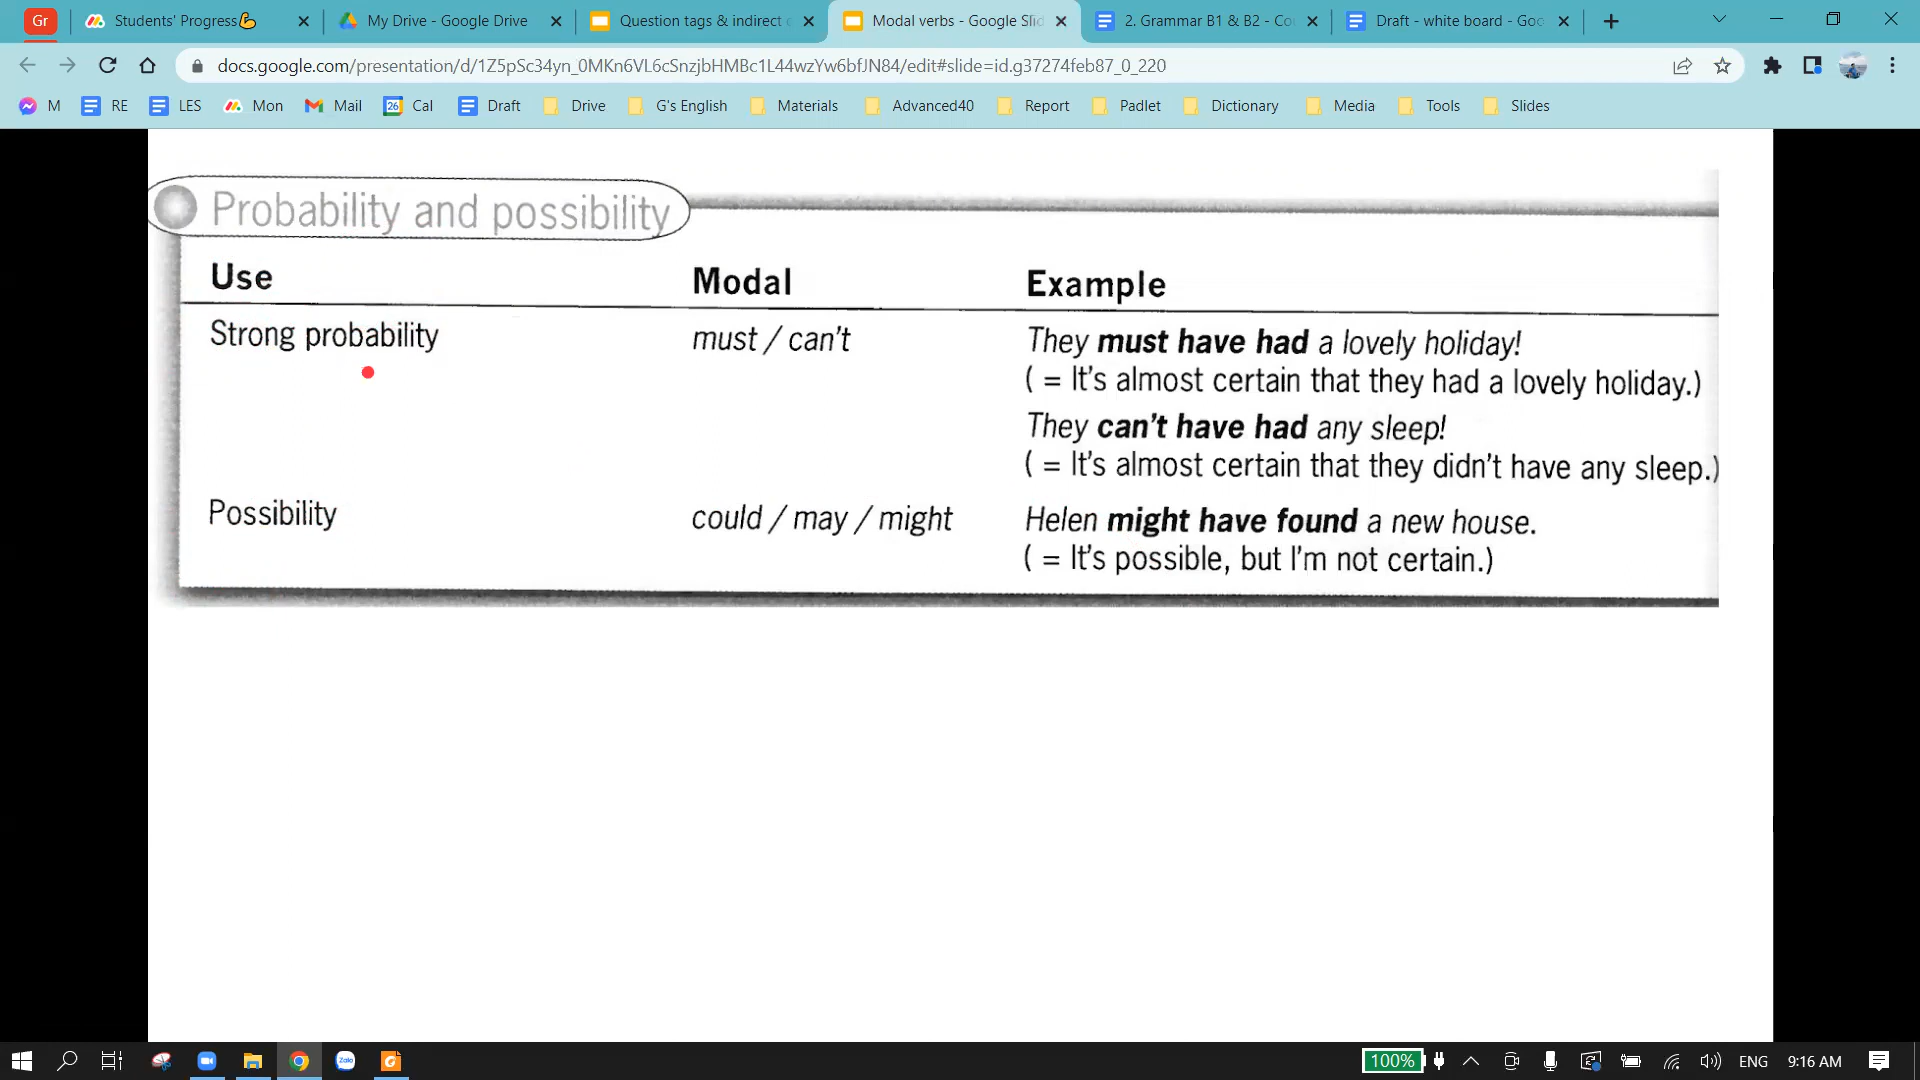 Gr
Students' Progress💪
My Drive - Google Drive
Question tags & indirect
Modal verbs - Google Slid
2. Grammar B1 & B2 - Co
Draft - white board - Goo
docs.google.com/presentation/d/1Z5pSc34yn_0MKn6VL6cSnzjbHMBc1L44wzYw6bfJN84/edit#slide=id.g37274feb87_0_220
M RE LES Mon Mail 26 Cal Draft Drive G's English Materials Advanced40 Report Padlet Dictionary Media Tools Slides
Probability and possibility
Use Modal Example
Strong probability must / can't They must have had a lovely holiday!
( = It's almost certain that they had a lovely holiday.)
They can't have had any sleep!
( = It's almost certain that they didn't have any sleep.)
Possibility could / may / might Helen might have found a new house.
( = It's possible, but I'm not certain.)
Zalo
100% ENG 9:16 AM